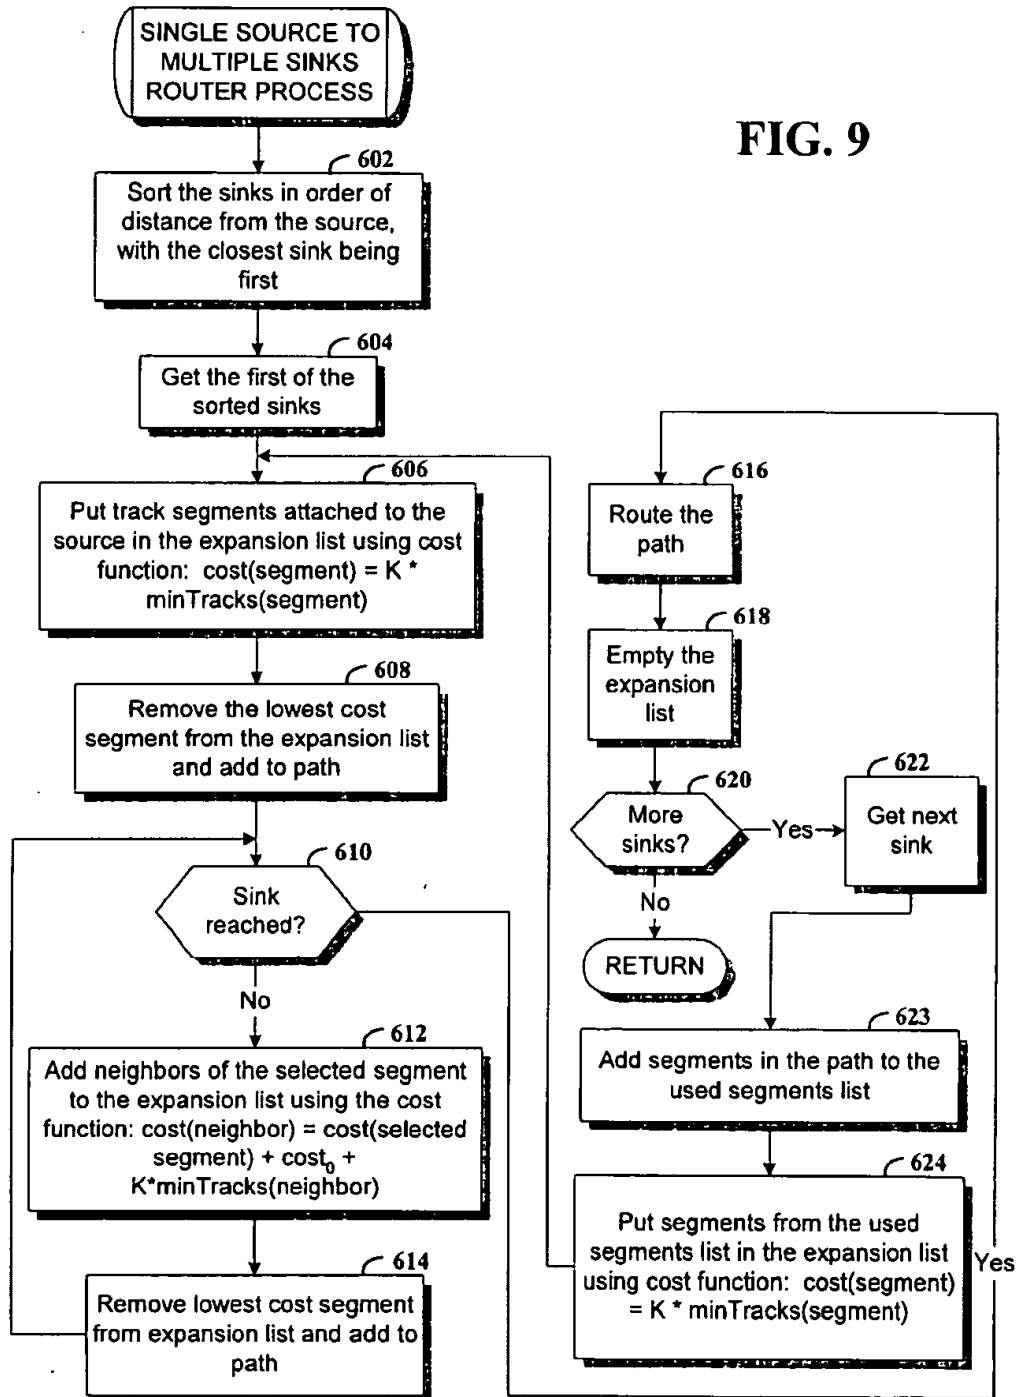 SINGLE SOURCE TO
MULTIPLE SINKS
ROUTER PROCESS
FIG. 9
602
Sort the sinks in order of
distance from the source,
with the closest sink being
first
604
Get the first of the
sorted sinks
606
Put track segments attached to the
source in the expansion list using cost
function: cost(segment) = K *
minTracks(segment)
608
Remove the lowest cost
segment from the expansion list
and add to path
610
Sink
reached?
No
612
Add neighbors of the selected segment
to the expansion list using the cost
function: cost(neighbor) = cost(selected
segment) + cost₀ +
K*minTracks(neighbor)
614
Remove lowest cost segment
from expansion list and add to
path
616
Route the
path
618
Empty the
expansion
list
620
More
sinks?
Yes
622
Get next
sink
No
RETURN
623
Add segments in the path to the
used segments list
624
Put segments from the used
segments list in the expansion list
using cost function: cost(segment)
= K * minTracks(segment)
Yes